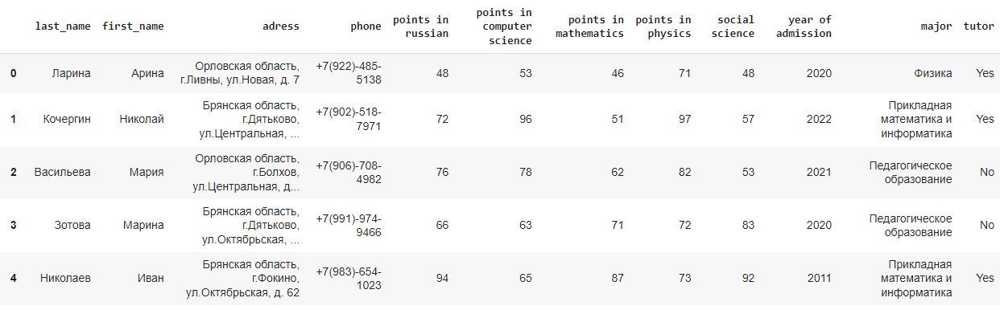 last_name first_name adress phone points in russian points in computer science points in mathematics points in physics social science year of admission major tutor
0 Ларина Арина Орловская область, г.Ливны, ул.Новая, д. 7 +7(922)-485-5138 48 53 46 71 48 2020 Физика Yes
1 Кочергин Николай Брянская область, г.Дятьково, ул.Центральная, ... +7(902)-518-7971 72 96 51 97 57 2022 Прикладная математика и информатика Yes
2 Васильева Мария Орловская область, г.Болхов, ул.Центральная, д... +7(906)-708-4982 76 78 62 82 53 2021 Педагогическое образование No
3 Зотова Марина Брянская область, г.Дятьково, ул.Октябрьская, ... +7(991)-974-9466 66 63 71 72 83 2020 Педагогическое образование No
4 Николаев Иван Брянская область, г.Фокино, ул.Октябрьская, д. 62 +7(983)-654-1023 94 65 87 73 92 2011 Прикладная математика и информатика Yes